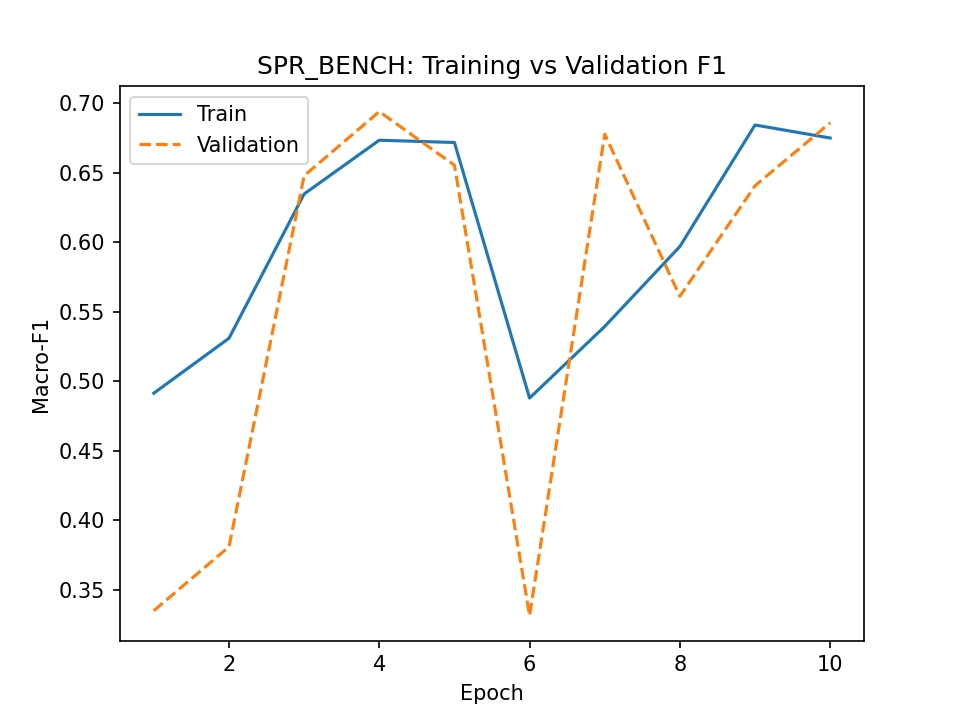 SPR_BENCH: Training vs Validation F1
Train
Validation
Macro-F1
0.70
0.65
0.60
0.55
0.50
0.45
0.40
0.35
2 4 6 8 10
Epoch